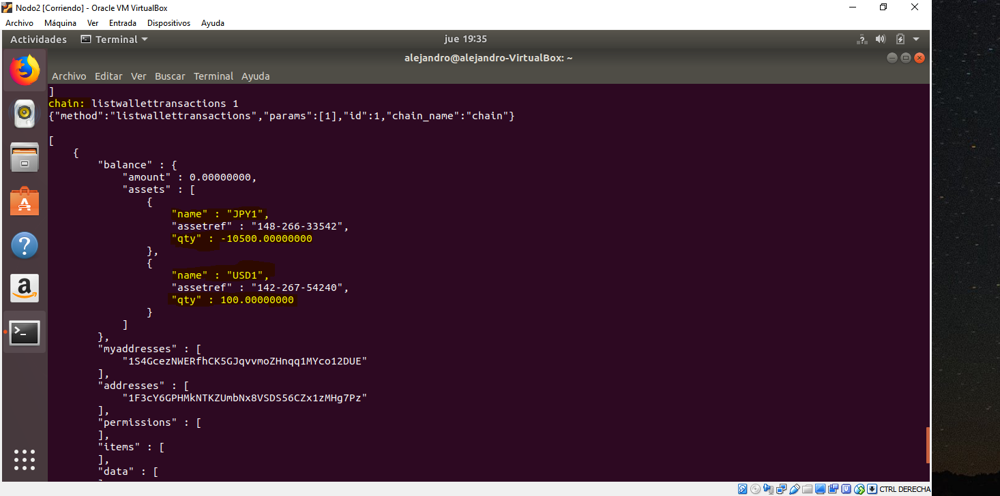 Nodo2 [Corriendo] - Oracle VM VirtualBox
Archivo Máquina Ver Entrada Dispositivos Ayuda
Actividades Terminal jue 19:35
alejandro@alejandro-VirtualBox: ~
Archivo Editar Ver Buscar Terminal Ayuda
]
chain: listwallettransactions 1
{"method":"listwallettransactions","params":[1],"id":1,"chain_name":"chain"}
[
{
"balance" : {
"amount" : 0.00000000,
"assets" : [
{
"name" : "JPY1",
"assetref" : "148-266-33542",
"qty" : -10500.00000000
},
{
"name" : "USD1",
"assetref" : "142-267-54240",
"qty" : 100.00000000
}
]
},
"myaddresses" : [
"1S4GcezNWERfhCK5GJqvvmoZHnqq1MYco12DUE"
],
"addresses" : [
"1F3cY6GPHMkNTKZUmbNx8VSDS56CZx1zMHg7Pz"
],
"permissions" : [
],
"items" : [
],
"data" : [
CTRL DERECHA